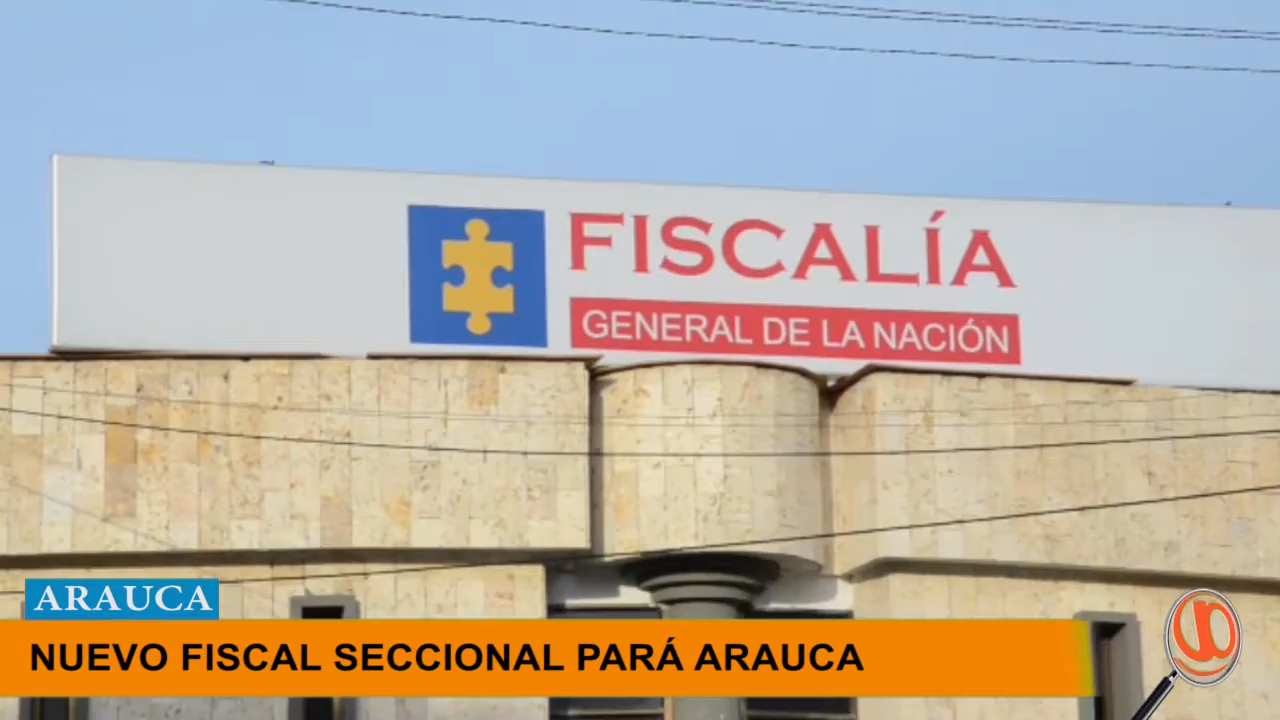 FISCALÍA
GENERAL DE LA NACIÓN
ARAUCA
NUEVO FISCAL SECCIONAL PARÁ ARAUCA